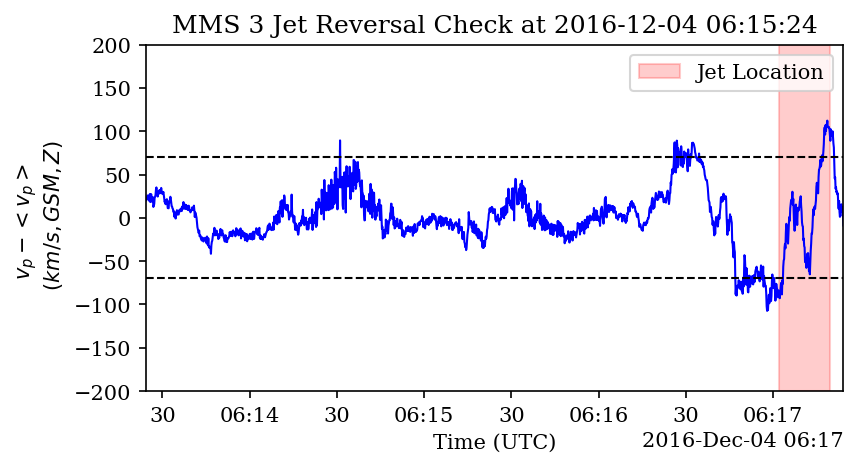 MMS 3 Jet Reversal Check at 2016-12-04 06:15:24
200
150
100
50
0
−50
−100
−150
−200
v_p − < v_p >
(km/s, GSM, Z)
Jet Location
30 06:14 30 06:15 30 06:16 30 06:17
Time (UTC)
2016-Dec-04 06:17